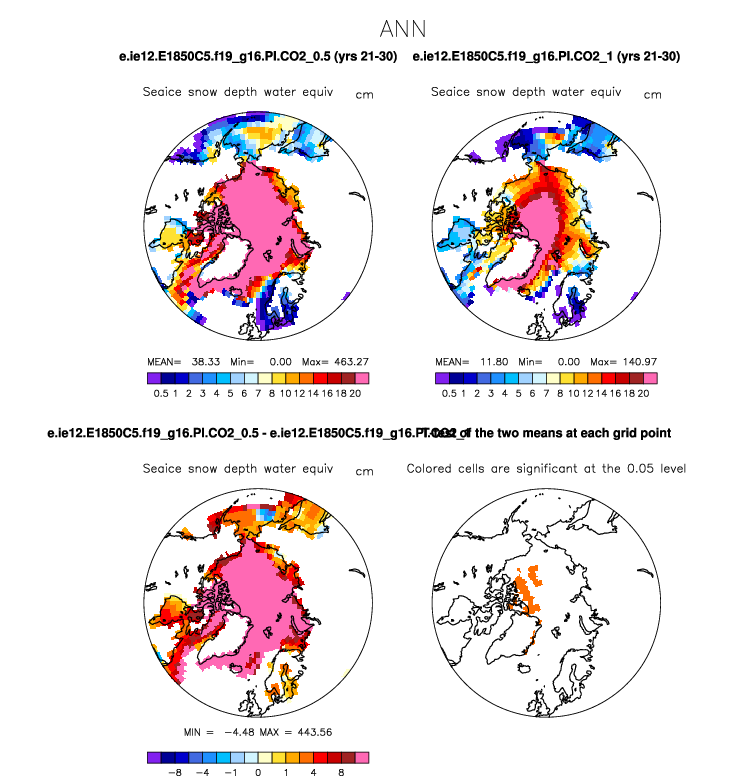 ANN
e.ie12.E1850C5.f19_g16.PI.CO2_0.5 (yrs 21-30) e.ie12.E1850C5.f19_g16.PI.CO2_1 (yrs 21-30)
Seaice snow depth water equiv cm Seaice snow depth water equiv cm
MEAN= 38.33 Min= 0.00 Max= 463.27 MEAN= 11.80 Min= 0.00 Max= 140.97
0.5 1 2 3 4 5 6 7 8 10 12 14 16 18 20 0.5 1 2 3 4 5 6 7 8 10 12 14 16 18 20
e.ie12.E1850C5.f19_g16.PI.CO2_0.5 - e.ie12.E1850C5.f19_g16.PI.CO2_1 T-Test of the two means at each grid point
Seaice snow depth water equiv cm Colored cells are significant at the 0.05 level
MIN = -4.48 MAX = 443.56
-8 -4 -1 0 1 4 8